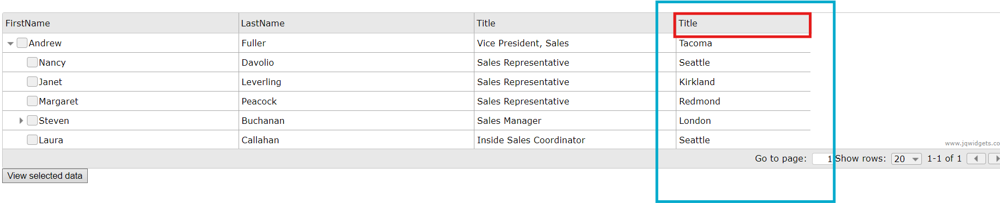 FirstName LastName Title Title
Andrew Fuller Vice President, Sales Tacoma
Nancy Davolio Sales Representative Seattle
Janet Leverling Sales Representative Kirkland
Margaret Peacock Sales Representative Redmond
Steven Buchanan Sales Manager London
Laura Callahan Inside Sales Coordinator Seattle
www.jqwidgets.co
Go to page: 1 Show rows: 20 1-1 of 1
View selected data